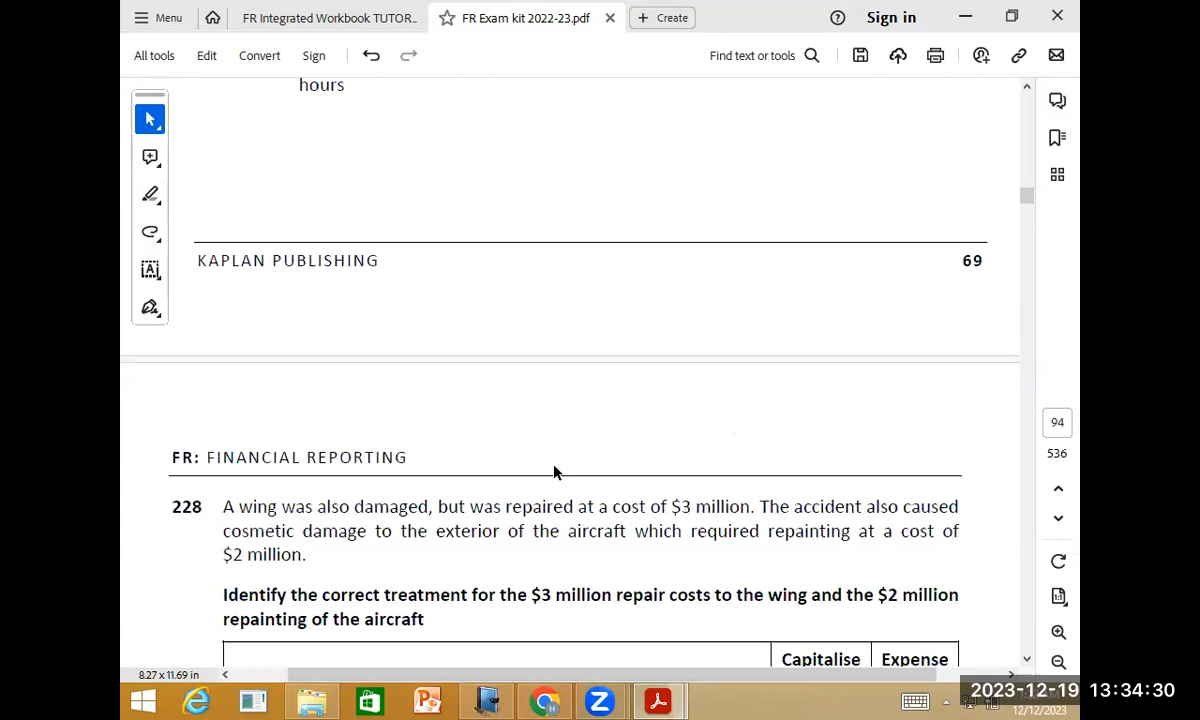 Menu
FR Integrated Workbook TUTOR..
FR Exam kit 2022-23.pdf
Create
Sign in
All tools
Edit
Convert
Sign
Find text or tools
hours
KAPLAN PUBLISHING
69
94
536
FR: FINANCIAL REPORTING
228 A wing was also damaged, but was repaired at a cost of $3 million. The accident also caused
cosmetic damage to the exterior of the aircraft which required repainting at a cost of
$2 million.
Identify the correct treatment for the $3 million repair costs to the wing and the $2 million
repainting of the aircraft
Capitalise Expense
8.27 x 11.69 in
2023-12-19 13:34:30
12/12/2023